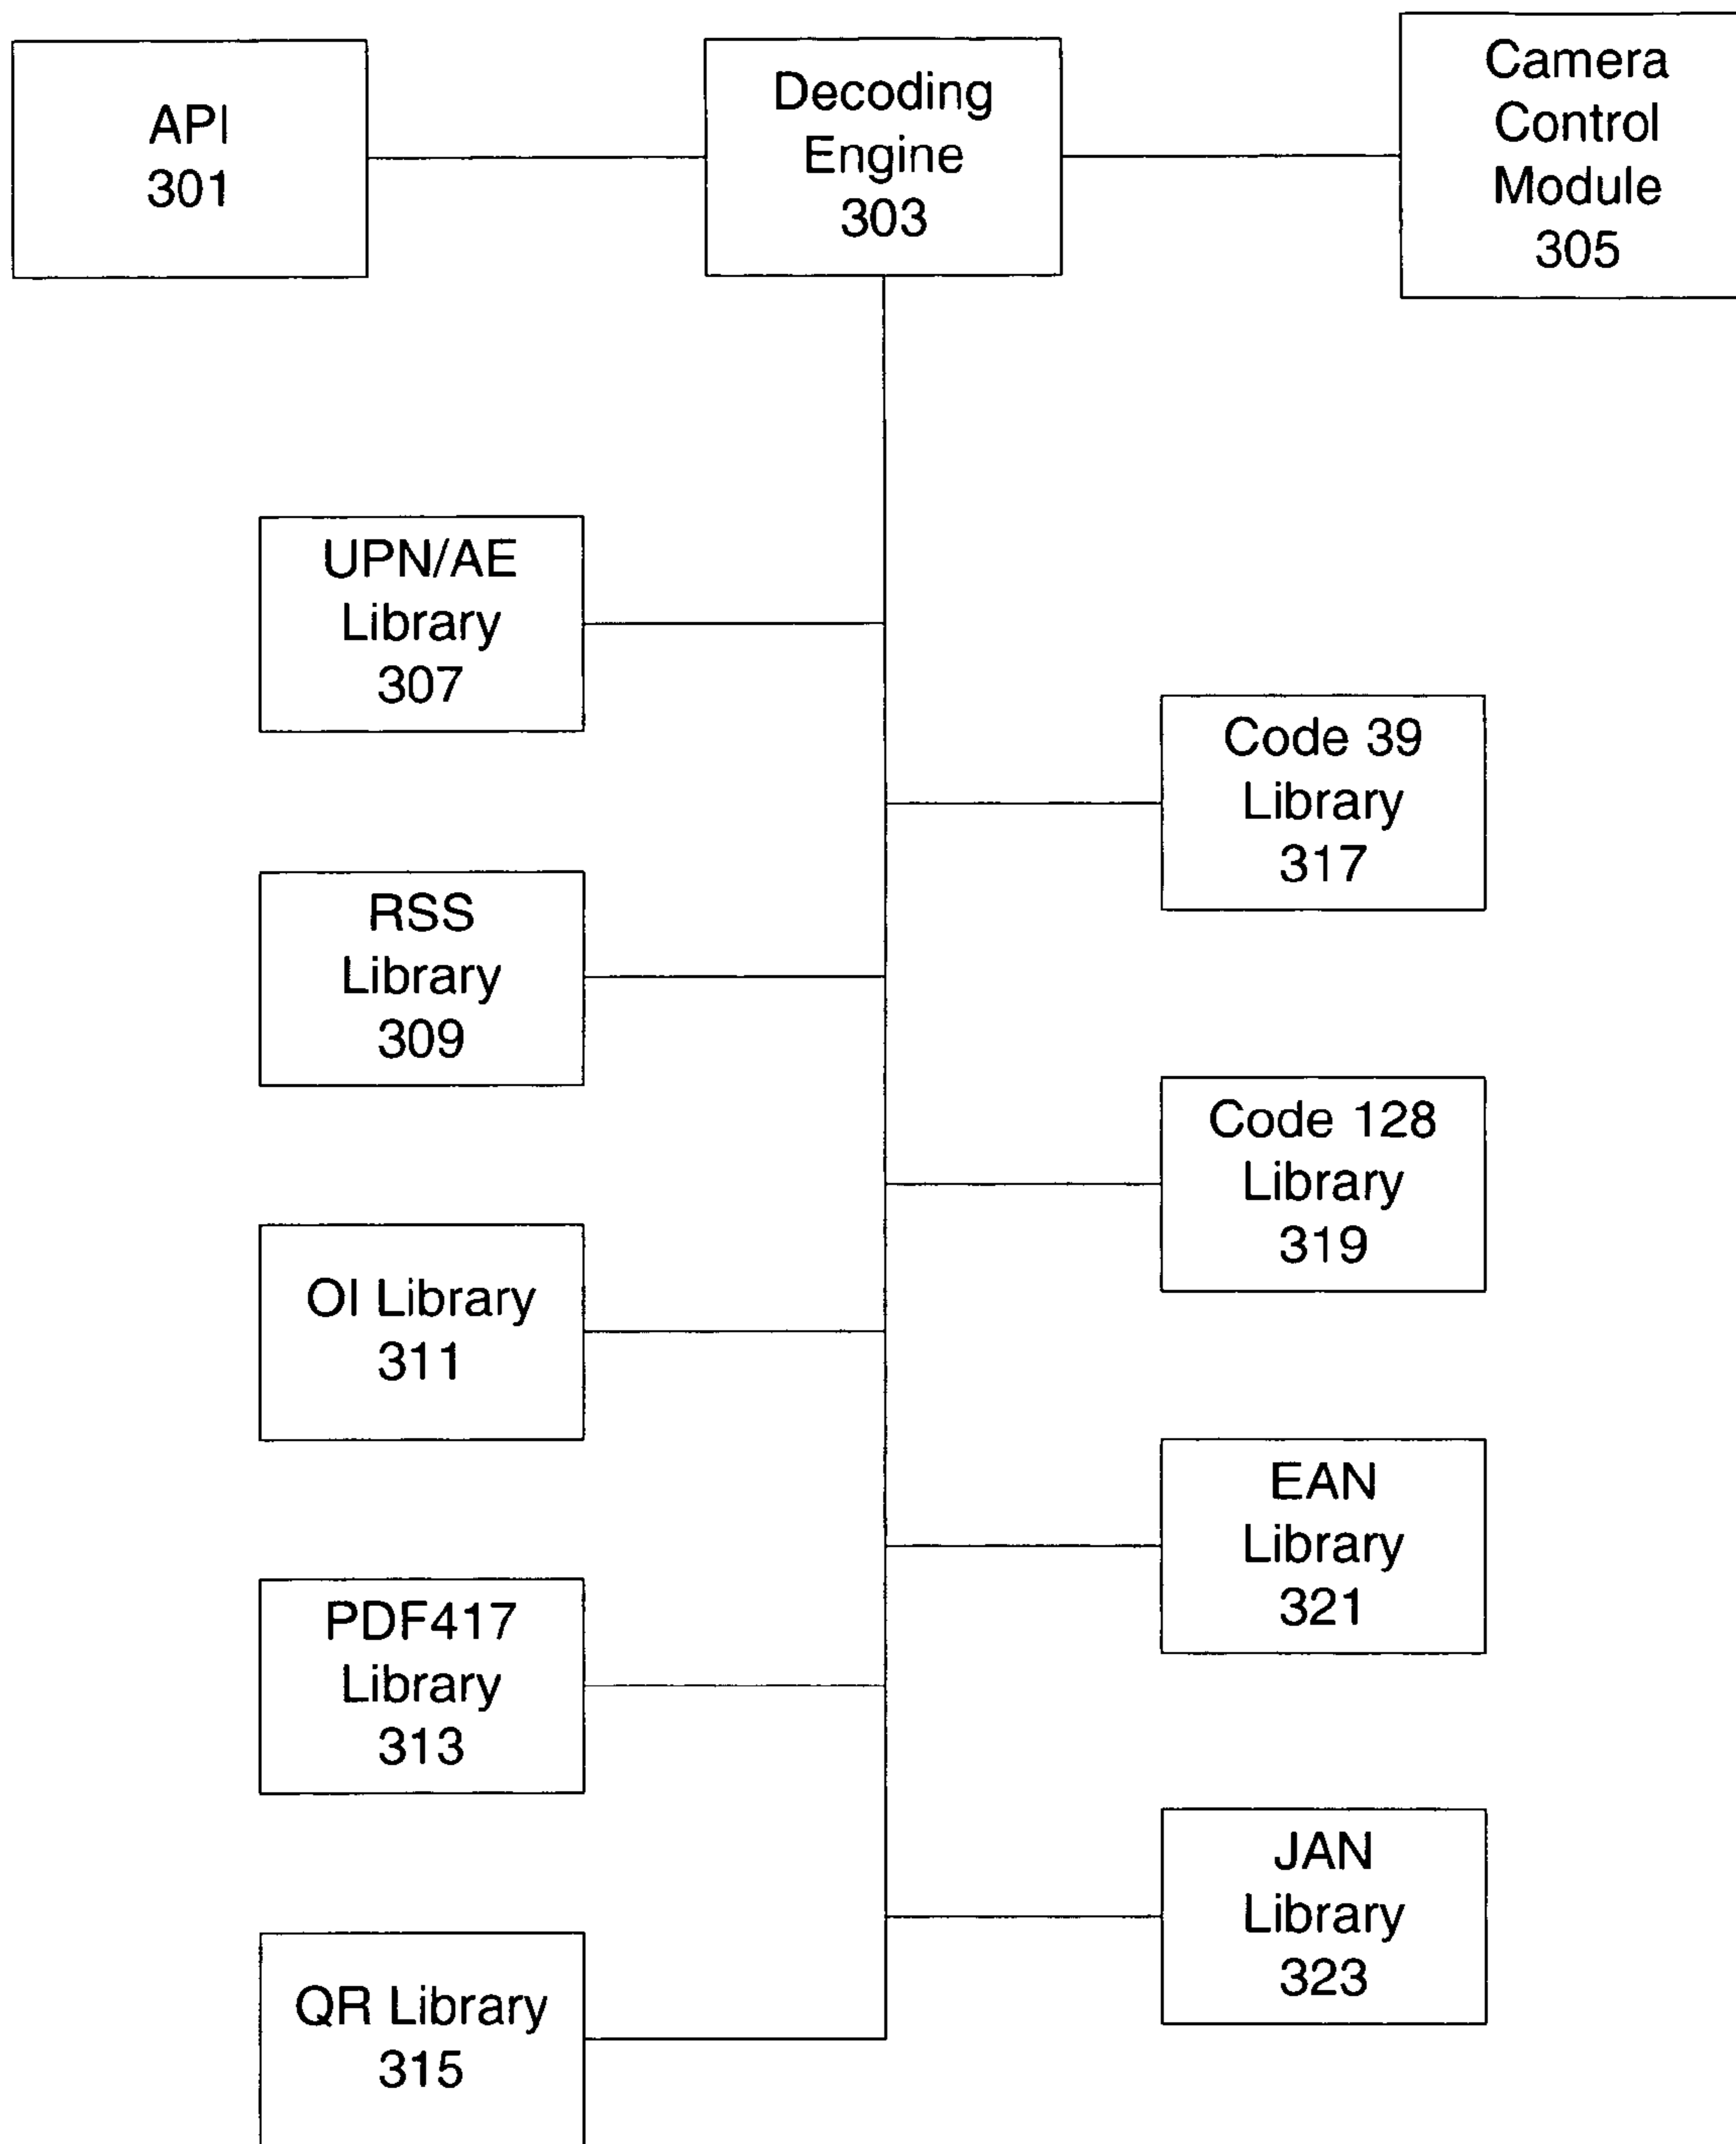 API
301
Decoding
Engine
303
Camera
Control
Module
305
UPN/AE
Library
307
Code 39
Library
317
RSS
Library
309
Code 128
Library
319
OI Library
311
EAN
Library
321
PDF417
Library
313
JAN
Library
323
QR Library
315